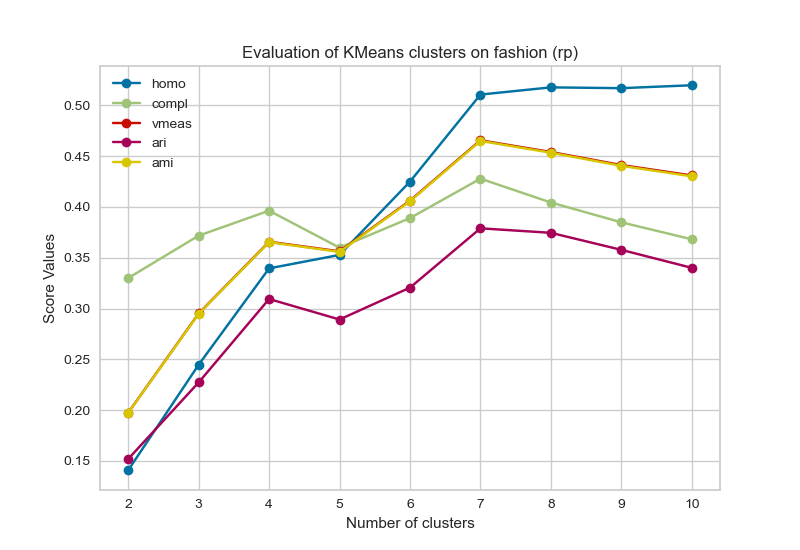 Evaluation of KMeans clusters on fashion (rp)
homo
compl
vmeas
ari
ami
0.50
0.45
0.40
0.35
0.30
0.25
0.20
0.15
Score Values
2 3 4 5 6 7 8 9 10
Number of clusters